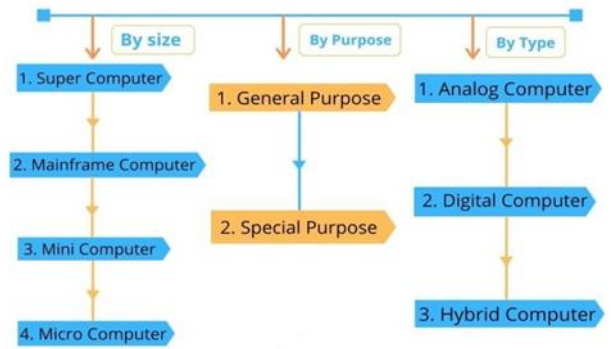 By size
1. Super Computer
2. Mainframe Computer
3. Mini Computer
4. Micro Computer
By Purpose
1. General Purpose
2. Special Purpose
By Type
1. Analog Computer
2. Digital Computer
3. Hybrid Computer